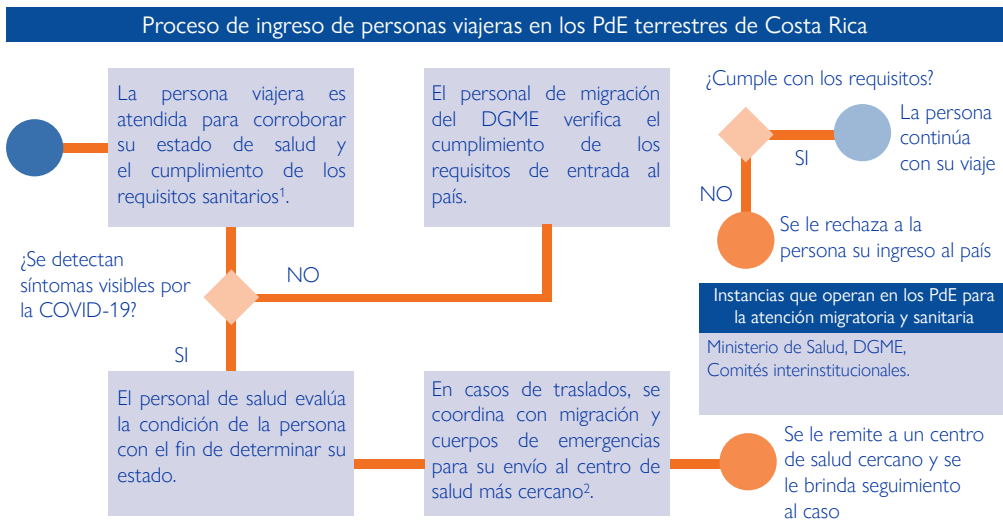 Proceso de ingreso de personas viajeras en los PdE terrestres de Costa Rica
La persona viajera es
atendida para corroborar
su estado de salud y
el cumplimiento de los
requisitos sanitarios¹.
¿Se detectan
síntomas visibles por
la COVID-19?
NO
SI
El personal de migración
del DGME verifica el
cumplimiento de los
requisitos de entrada al
país.
¿Cumple con los requisitos?
SI
La persona
continúa
con su viaje
NO
Se le rechaza a la
persona su ingreso al país
Instancias que operan en los PdE para
la atención migratoria y sanitaria
Ministerio de Salud, DGME,
Comités interinstitucionales.
El personal de salud evalúa
la condición de la persona
con el fin de determinar su
estado.
En casos de traslados, se
coordina con migración y
cuerpos de emergencias
para su envío al centro de
salud más cercano².
Se le remite a un centro
de salud cercano y se
le brinda seguimiento
al caso